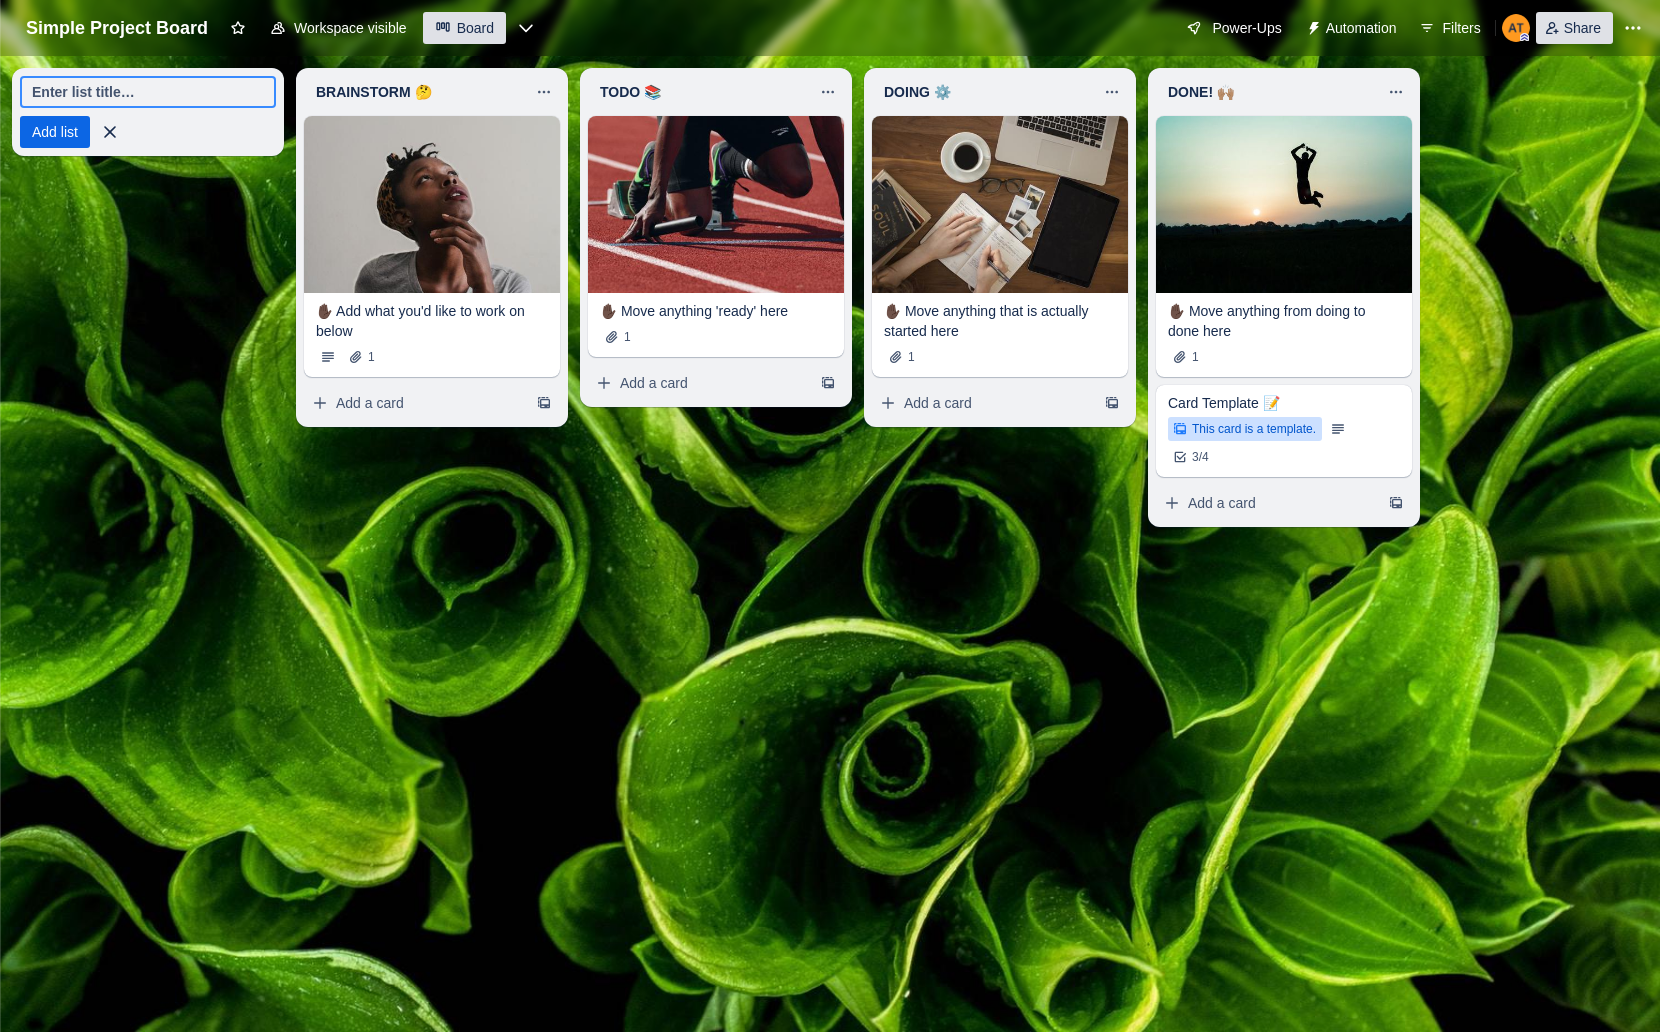 Simple Project Board
Workspace visible
Board
Power-Ups
Automation
Filters
AT
Share
Enter list title…
Add list
BRAINSTORM 🤔
✋🏿 Add what you'd like to work on
below
1
Add a card
TODO 📚
✋🏿 Move anything 'ready' here
1
Add a card
DOING ⚙️
SOUL
✋🏿 Move anything that is actually
started here
1
Add a card
DONE! 🙌🏽
✋🏿 Move anything from doing to
done here
1
Card Template 📝
This card is a template.
3/4
Add a card